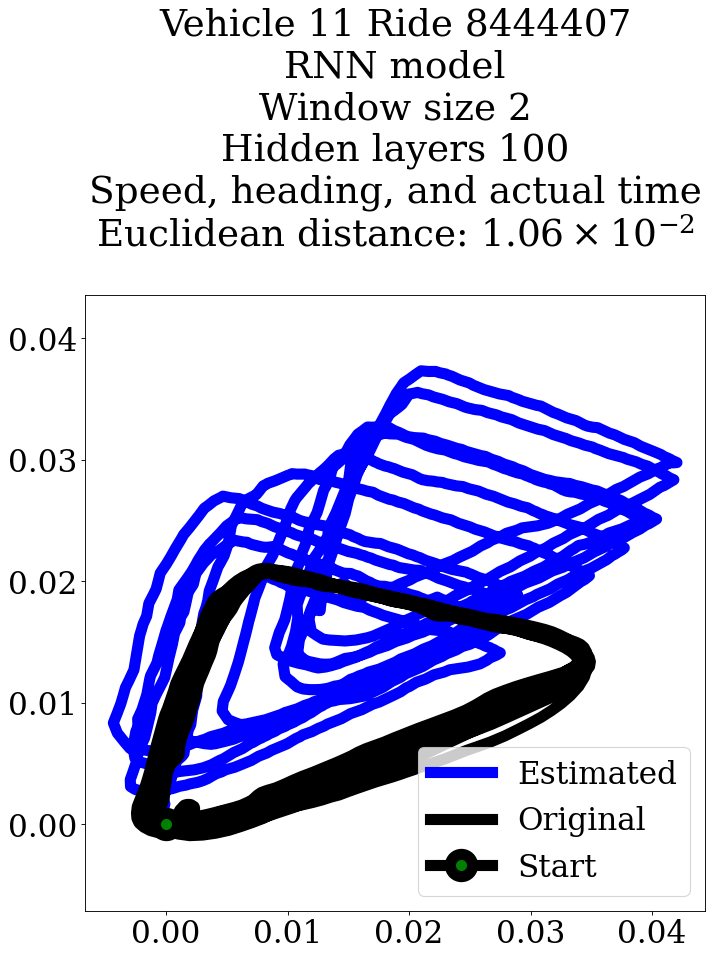 Vehicle 11 Ride 8444407
RNN model
Window size 2
Hidden layers 100
Speed, heading, and actual time
Euclidean distance: 1.06 × 10⁻²
0.04
0.03
0.02
0.01
0.00
Estimated
Original
Start
0.00 0.01 0.02 0.03 0.04